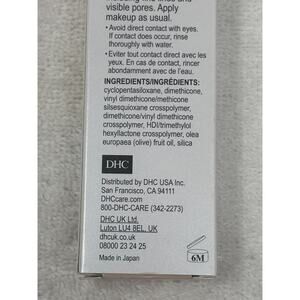 visible pores. Apply
makeup as usual.
• Avoid direct contact with eyes.
If contact does occur, rinse
thoroughly with water.
• Eviter tout contact direct avec les
yeux. En cas de contact, rincer
abondamment avec de l'eau.
INGREDIENTS/INGRÉDIENTS:
cyclopentasiloxane, dimethicone,
vinyl dimethicone/methicone
silsesquioxane crosspolymer,
dimethicone/vinyl dimethicone
crosspolymer, HDI/trimethylol
hexyllactone crosspolymer, olea
europaea (olive) fruit oil, silica
DHC
Distributed by DHC USA Inc.
San Francisco, CA 94111
DHCcare.com
800-DHC-CARE (342-2273)
DHC UK Ltd.
Luton LU4 8EL, UK
dhcuk.co.uk
08000 23 24 25
Made in Japan
6M